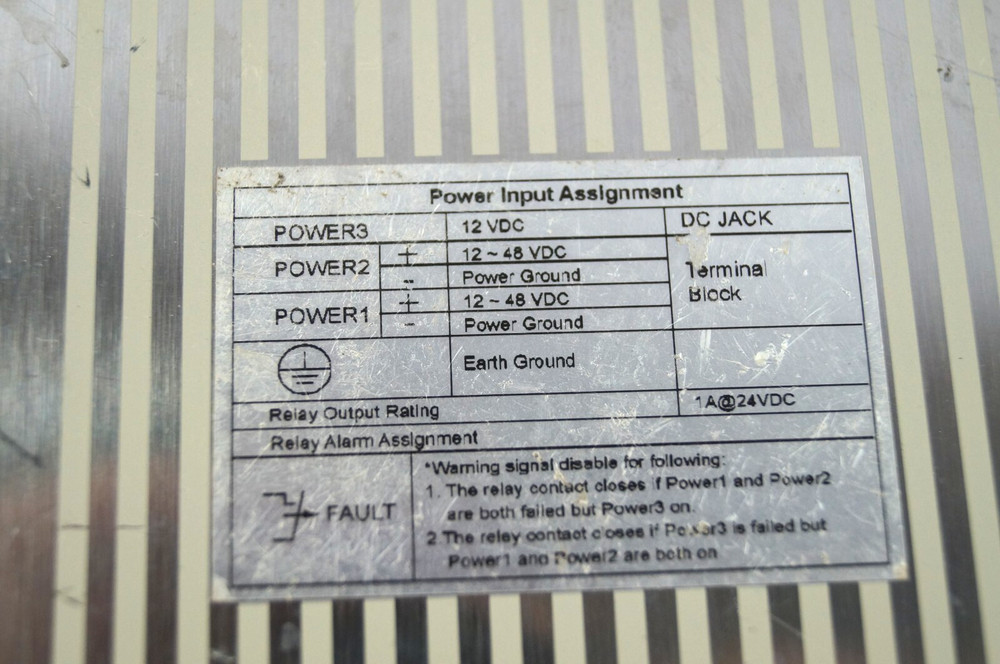 Power Input Assignment
POWER3 12 VDC DC JACK
POWER2 + 12 ~ 48 VDC Terminal Block
- Power Ground
POWER1 + 12 ~ 48 VDC
- Power Ground
Earth Ground
Relay Output Rating 1A@24VDC
Relay Alarm Assignment
FAULT
*Warning signal disable for following:
1. The relay contact closes if Power1 and Power2
are both failed but Power3 on.
2.The relay contact closes if Power3 is failed but
Power1 and Power2 are both on